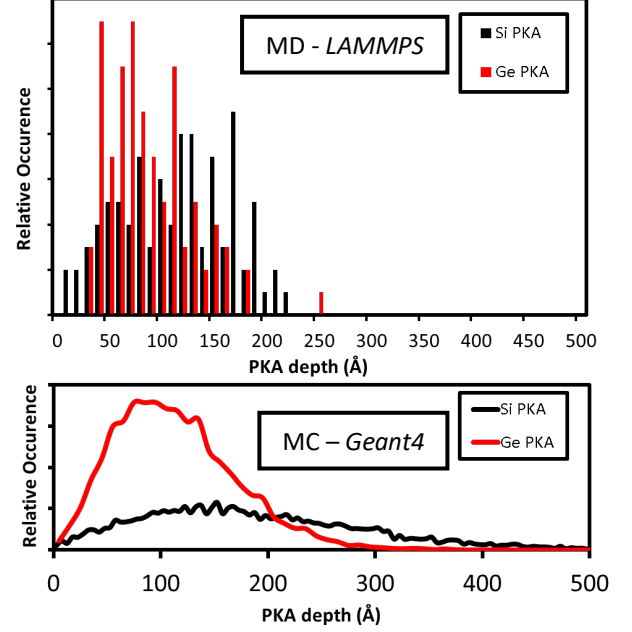 MD - LAMMPS
Si PKA
Ge PKA
Relative Occurence
0 50 100 150 200 250 300 350 400 450 500
PKA depth (Å)
MC – Geant4
Si PKA
Ge PKA
Relative Occurence
0 100 200 300 400 500
PKA depth (Å)